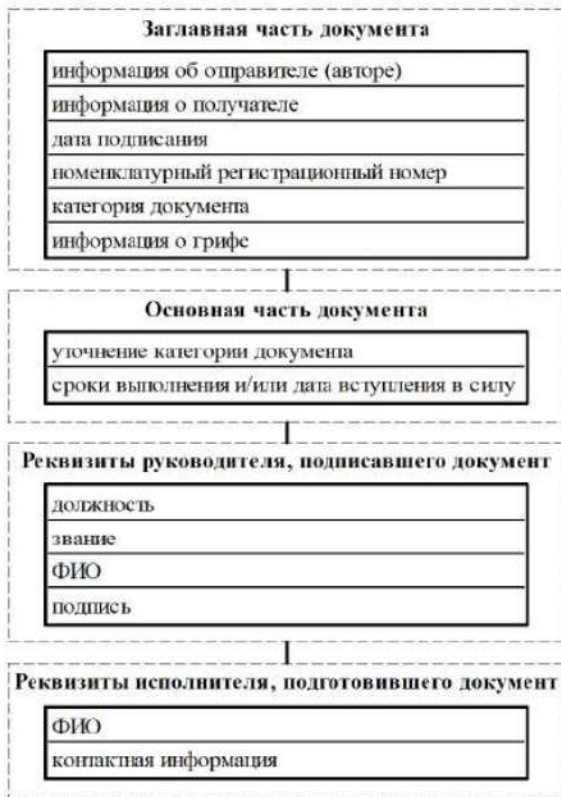 Заглавная часть документа
информация об отправителе (авторе)
информация о получателе
дата подписания
номенклатурный регистрационный номер
категория документа
информация о грифе
Основная часть документа
уточнение категории документа
сроки выполнения и/или дата вступления в силу
Реквизиты руководителя, подписавшего документ
должность
звание
ФИО
подпись
Реквизиты исполнителя, подготовившего документ
ФИО
контактная информация